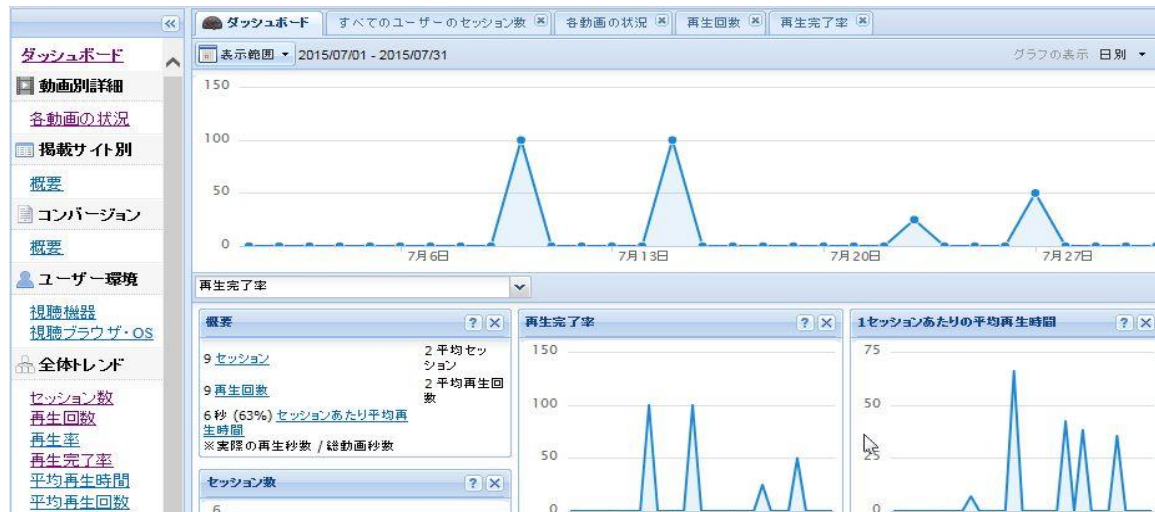 ダッシュボード
動画別詳細
各動画の状況
掲載サイト別
概要
コンバージョン
概要
ユーザー環境
視聴機器
視聴ブラウザ・OS
全体トレンド
セッション数
再生回数
再生率
再生完了率
平均再生時間
平均再生回数
ダッシュボード すべてのユーザーのセッション数 各動画の状況 再生回数 再生完了率
表示範囲 2015/07/01 - 2015/07/31 グラフの表示 日別
150
100
50
0
7月6日 7月13日 7月20日 7月27日
再生完了率
概要
9 セッション 2 平均セッ
ション
9 再生回数 2 平均再生回
数
6秒 (63%) セッションあたり平均再
生時間
※実際の再生秒数 / 総動画秒数
セッション数
6
再生完了率
150
100
50
0
1セッションあたりの平均再生時間
75
50
25
0